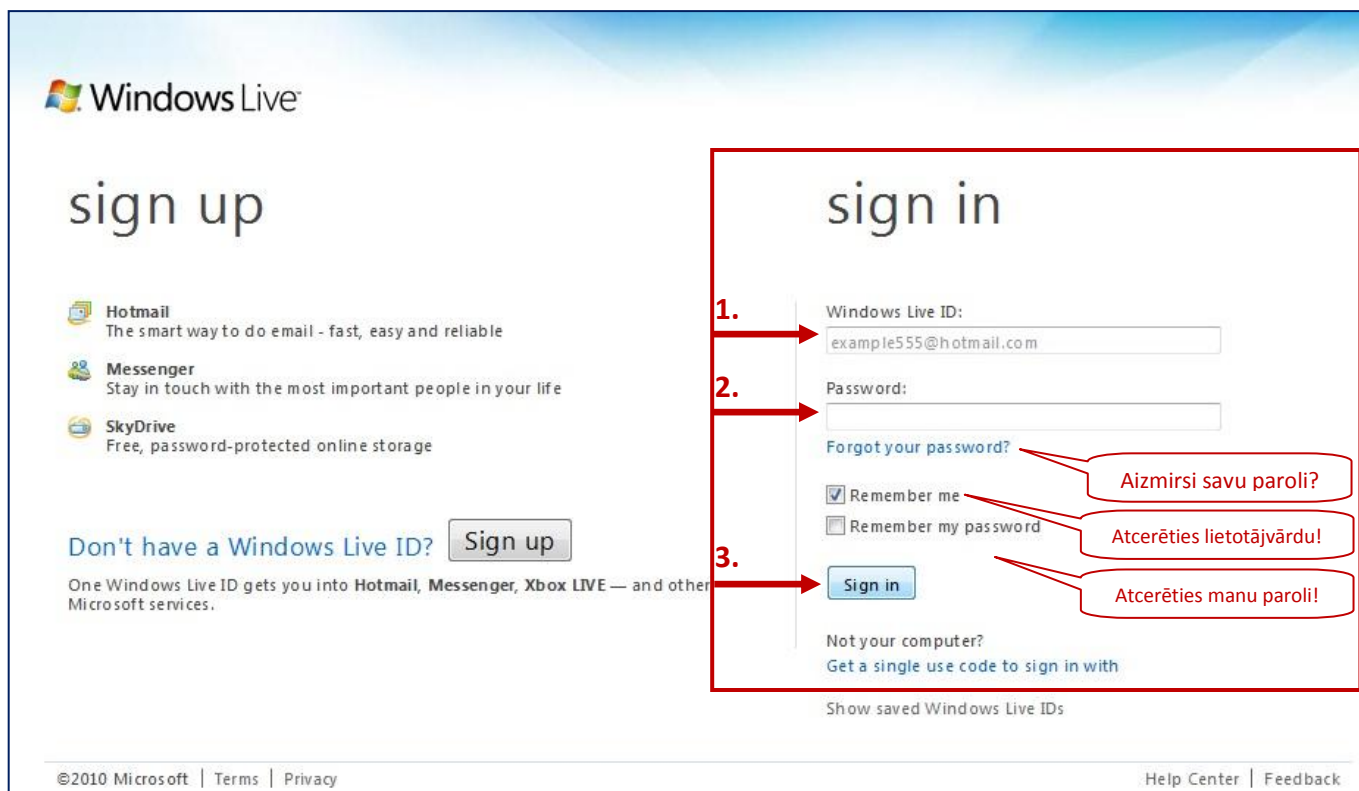 Windows Live
sign up
Hotmail
The smart way to do email - fast, easy and reliable
Messenger
Stay in touch with the most important people in your life
SkyDrive
Free, password-protected online storage
Don't have a Windows Live ID? Sign up
One Windows Live ID gets you into Hotmail, Messenger, Xbox LIVE — and other
Microsoft services.
sign in
1.
Windows Live ID:
example555@hotmail.com
2.
Password:
Forgot your password?
Aizmirsi savu paroli?
Remember me
Atcerēties lietotājvārdu!
Remember my password
Atcerēties manu paroli!
3.
Sign in
Not your computer?
Get a single use code to sign in with
Show saved Windows Live IDs
©2010 Microsoft | Terms | Privacy
Help Center | Feedback